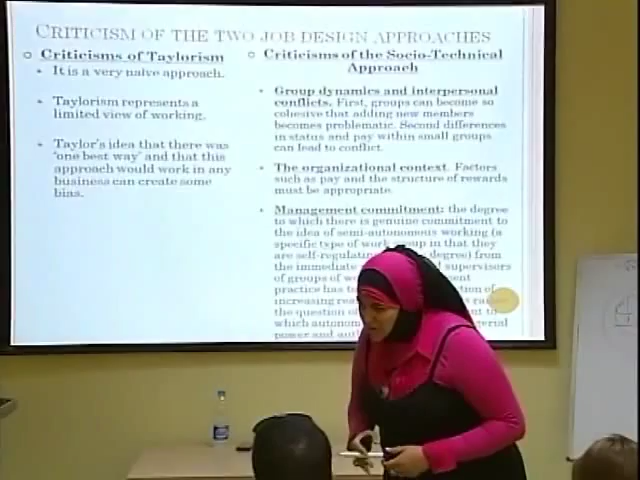 CRITICISM OF THE TWO JOB DESIGN APPROACHES
Criticisms of Taylorism
It is a very naive approach.
Taylorism represents a
limited view of working.
Taylor's idea that there was
'one best way' and that this
approach would work in any
business can create some
bias.
Criticisms of the Socio-Technical
Approach
Group dynamics and interpersonal
conflicts. First, groups can become so
cohesive that adding new members
becomes problematic. Second differences
in status and pay within small groups
can lead to conflict.
The organizational context. Factors
such as pay and the structure of rewards
must be appropriate.
Management commitment: the degree
to which there is genuine commitment to
the idea of semi-autonomous working (a
specific type of work group in that they
are self-regulating degree) from
the immediate supervisors
of groups of
practice has of
increasing
the question to
which
power and